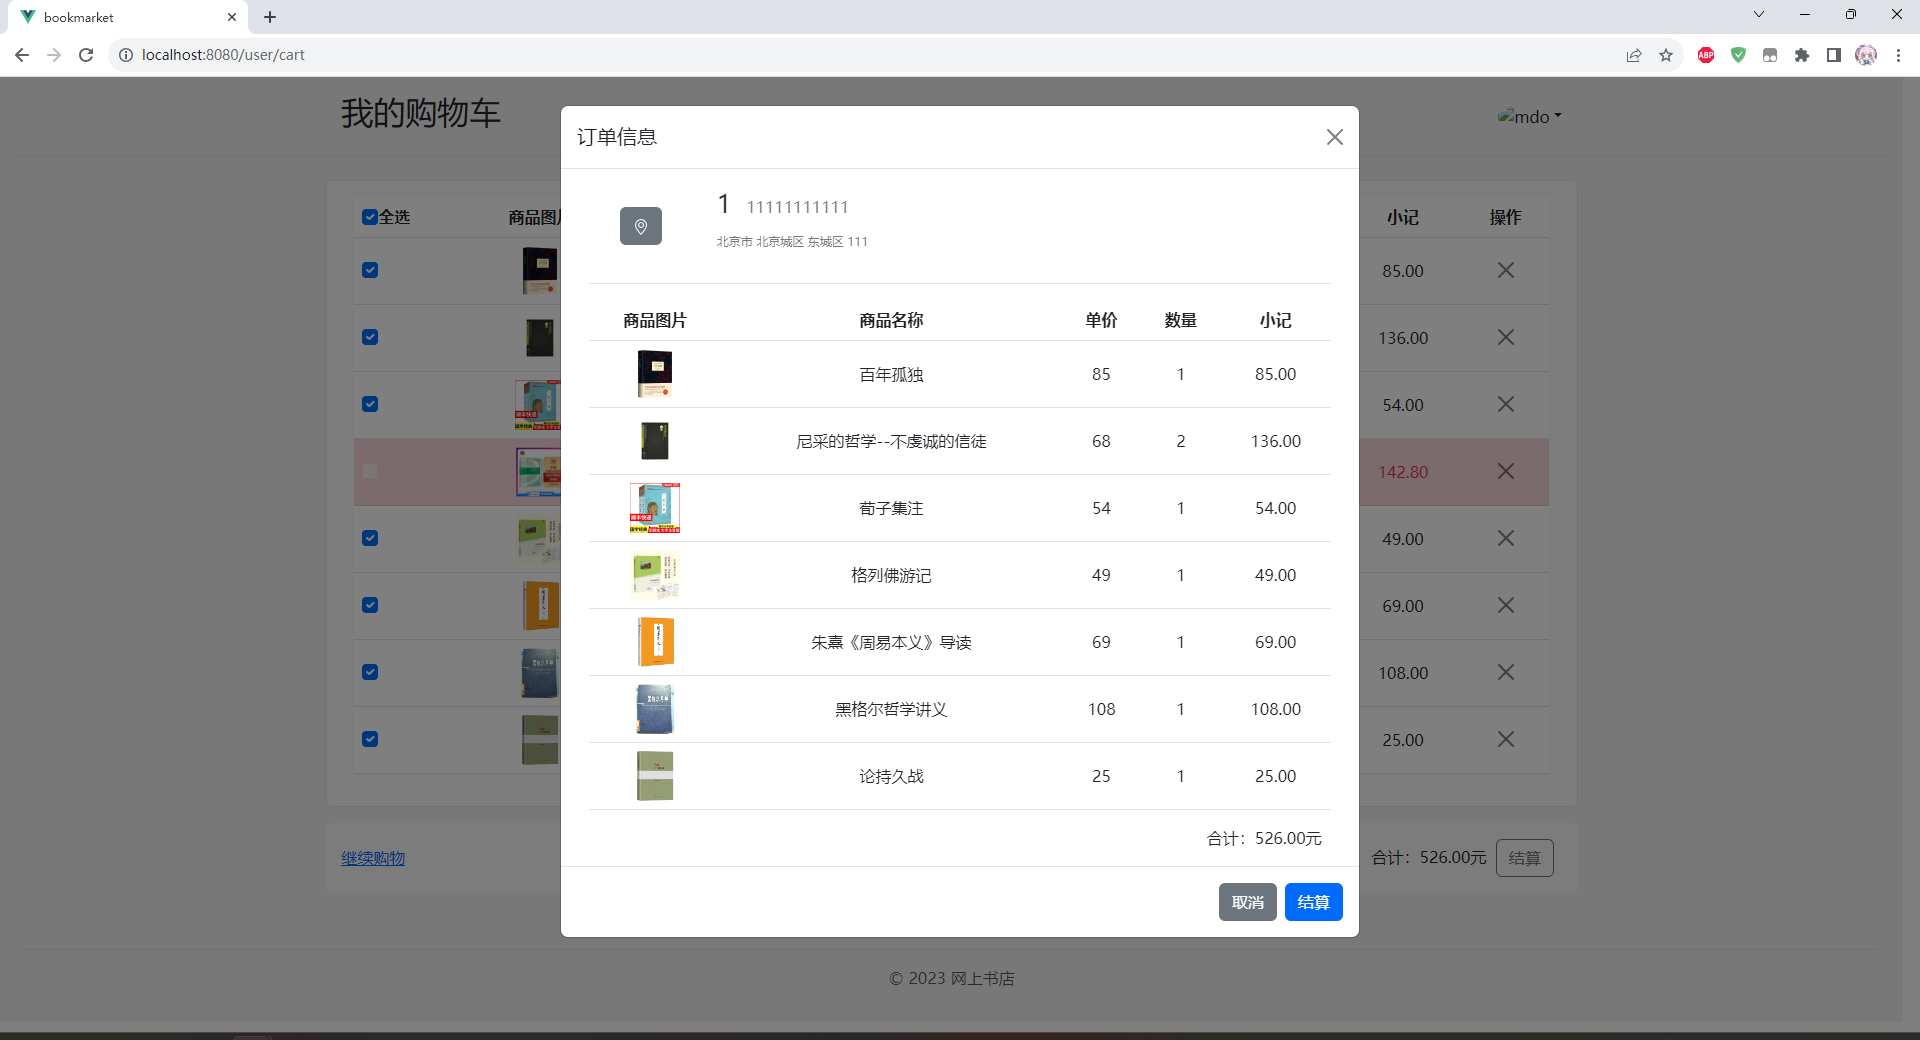 bookmarket
localhost:8080/user/cart
ABP
我的购物车
mdo
订单信息
1 11111111111
北京市 北京城区 东城区 111
全选 商品图片 小记 操作
85.00
136.00
54.00
142.80
49.00
69.00
108.00
25.00
商品图片 商品名称 单价 数量 小记
百年孤独 85 1 85.00
尼采的哲学--不虔诚的信徒 68 2 136.00
荀子集注 54 1 54.00
格列佛游记 49 1 49.00
朱熹《周易本义》导读 69 1 69.00
黑格尔哲学讲义 108 1 108.00
论持久战 25 1 25.00
合计：526.00元
取消 结算
继续购物
合计：526.00元 结算
© 2023 网上书店